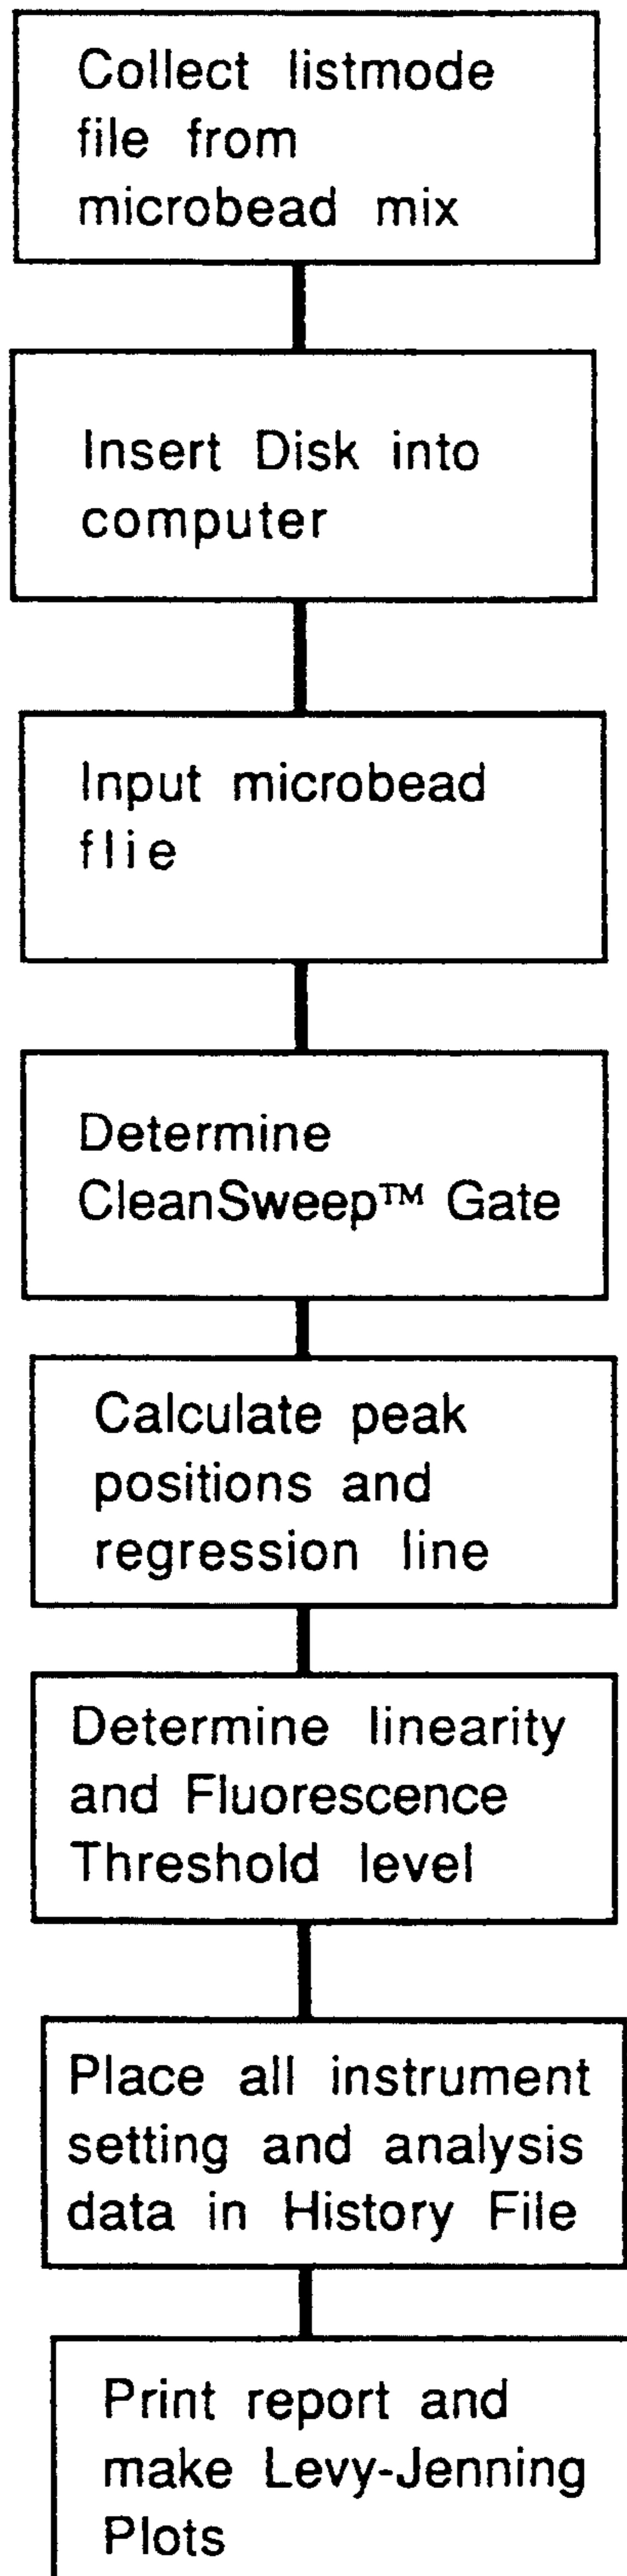 Collect listmode
file from
microbead mix
Insert Disk into
computer
Input microbead
flie
Determine
CleanSweep™ Gate
Calculate peak
positions and
regression line
Determine linearity
and Fluorescence
Threshold level
Place all instrument
setting and analysis
data in History File
Print report and
make Levy-Jenning
Plots